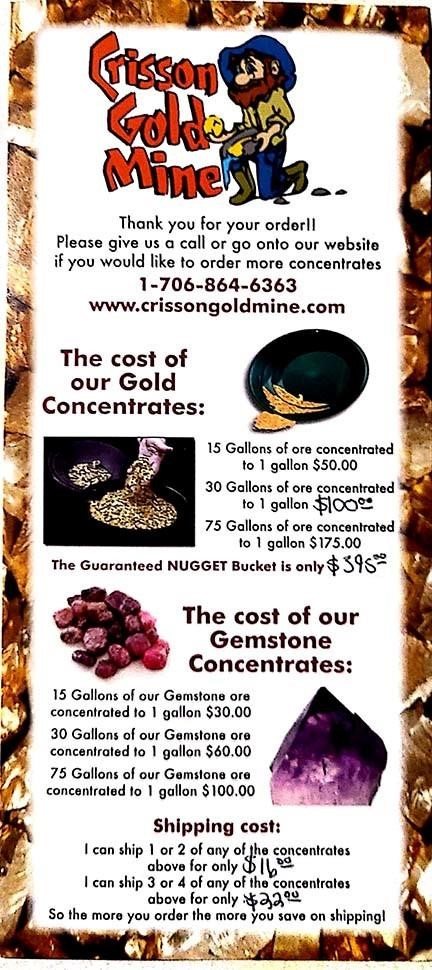 Crisson
Gold
Mine
Thank you for your order!!
Please give us a call or go onto our website
if you would like to order more concentrates
1-706-864-6363
www.crissongoldmine.com
The cost of
our Gold
Concentrates:
15 Gallons of ore concentrated
to 1 gallon $50.00
30 Gallons of ore concentrated
to 1 gallon $100.00
75 Gallons of ore concentrated
to 1 gallon $175.00
The Guaranteed NUGGET Bucket is only $395.00
The cost of our
Gemstone
Concentrates:
15 Gallons of our Gemstone ore
concentrated to 1 gallon $30.00
30 Gallons of our Gemstone ore
concentrated to 1 gallon $60.00
75 Gallons of our Gemstone ore
concentrated to 1 gallon $100.00
Shipping cost:
I can ship 1 or 2 of any of the concentrates
above for only $16.00
I can ship 3 or 4 of any of the concentrates
above for only $22.00
So the more you order the more you save on shipping!